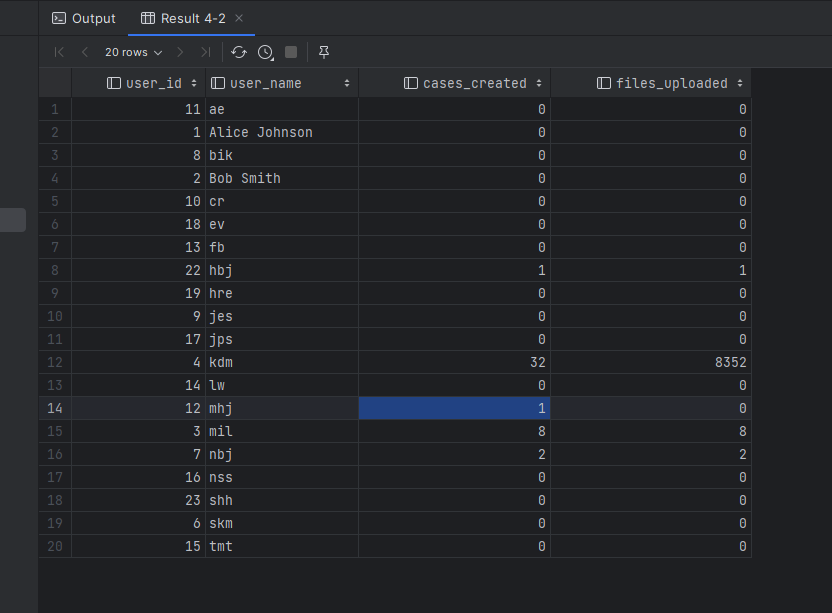 Output Result 4-2
20 rows
user_id user_name cases_created files_uploaded
1 11 ae 0 0
2 1 Alice Johnson 0 0
3 8 bik 0 0
4 2 Bob Smith 0 0
5 10 cr 0 0
6 18 ev 0 0
7 13 fb 0 0
8 22 hbj 1 1
9 19 hre 0 0
10 9 jes 0 0
11 17 jps 0 0
12 4 kdm 32 8352
13 14 lw 0 0
14 12 mhj 1 0
15 3 mil 8 8
16 7 nbj 2 2
17 16 nss 0 0
18 23 shh 0 0
19 6 skm 0 0
20 15 tmt 0 0